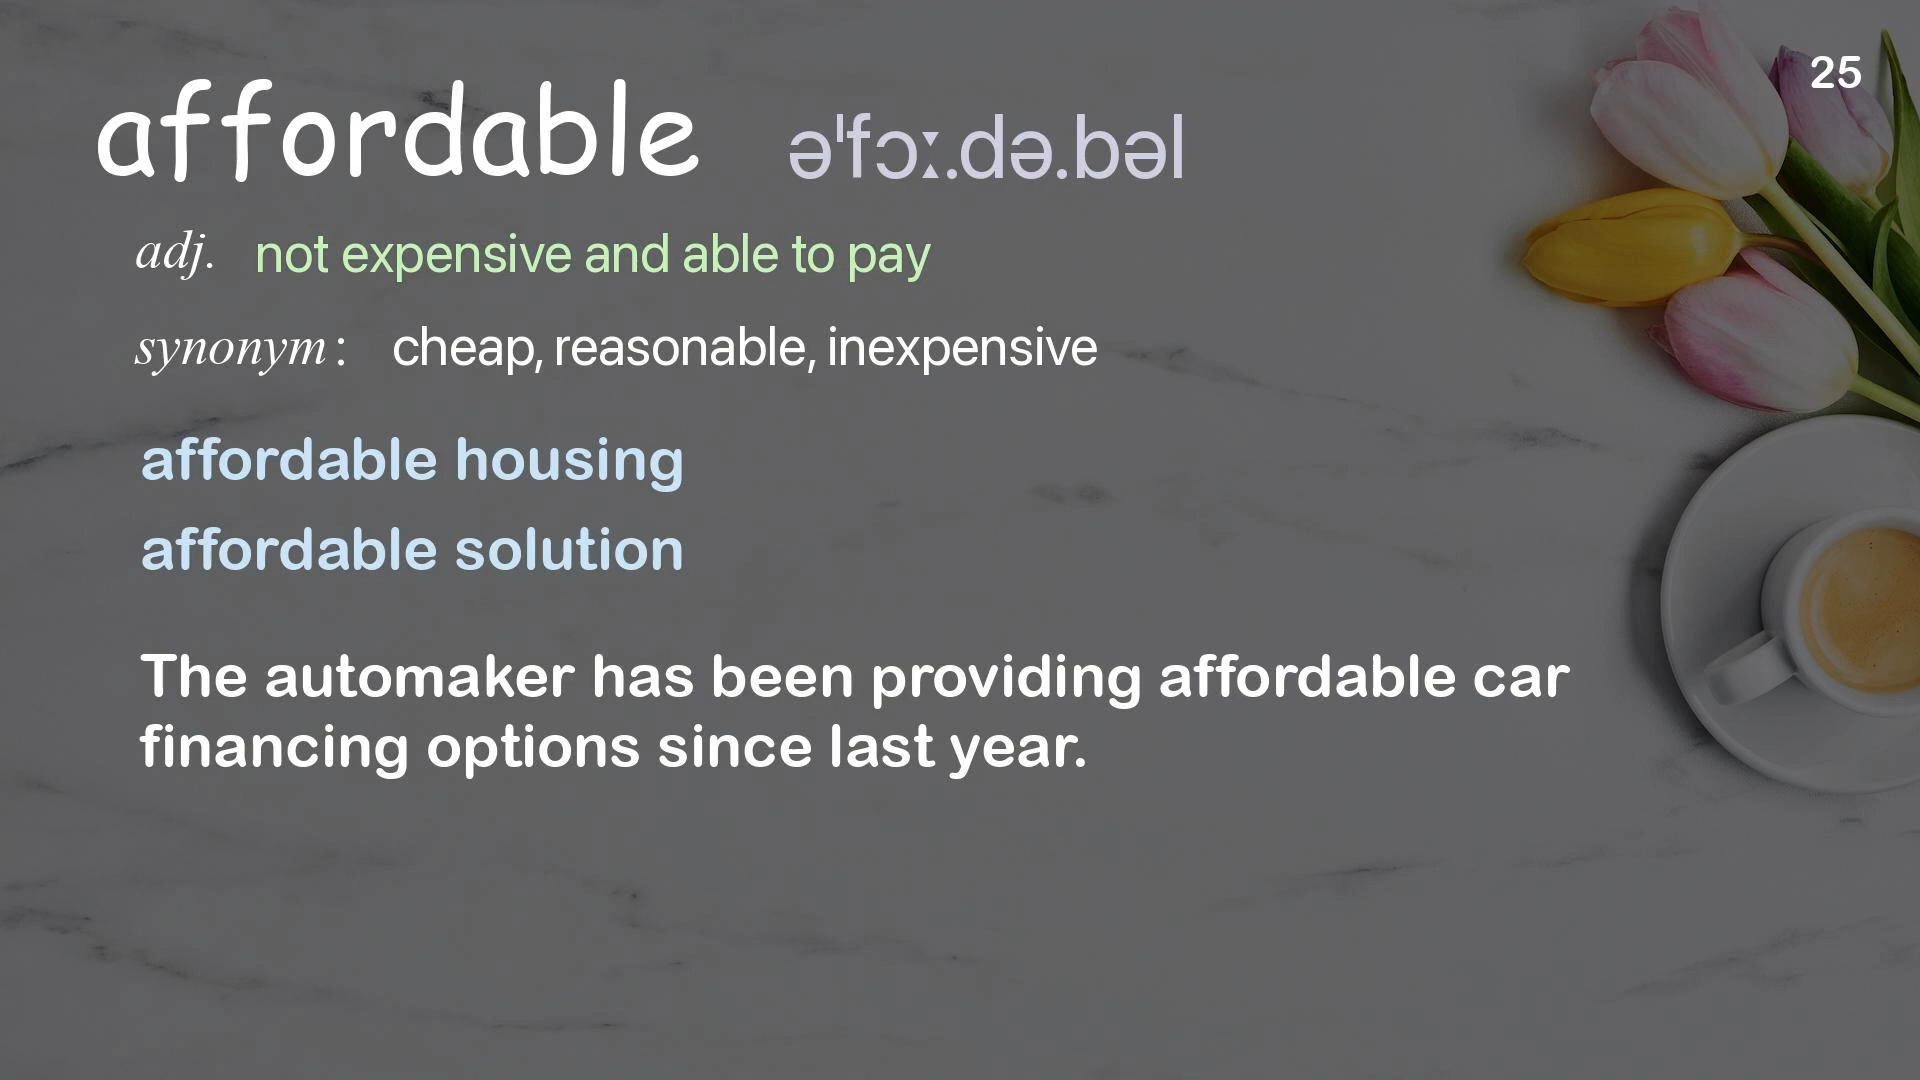 25
affordable əˈfɔː.də.bəl
adj. not expensive and able to pay
synonym: cheap, reasonable, inexpensive
affordable housing
affordable solution
The automaker has been providing affordable car
financing options since last year.